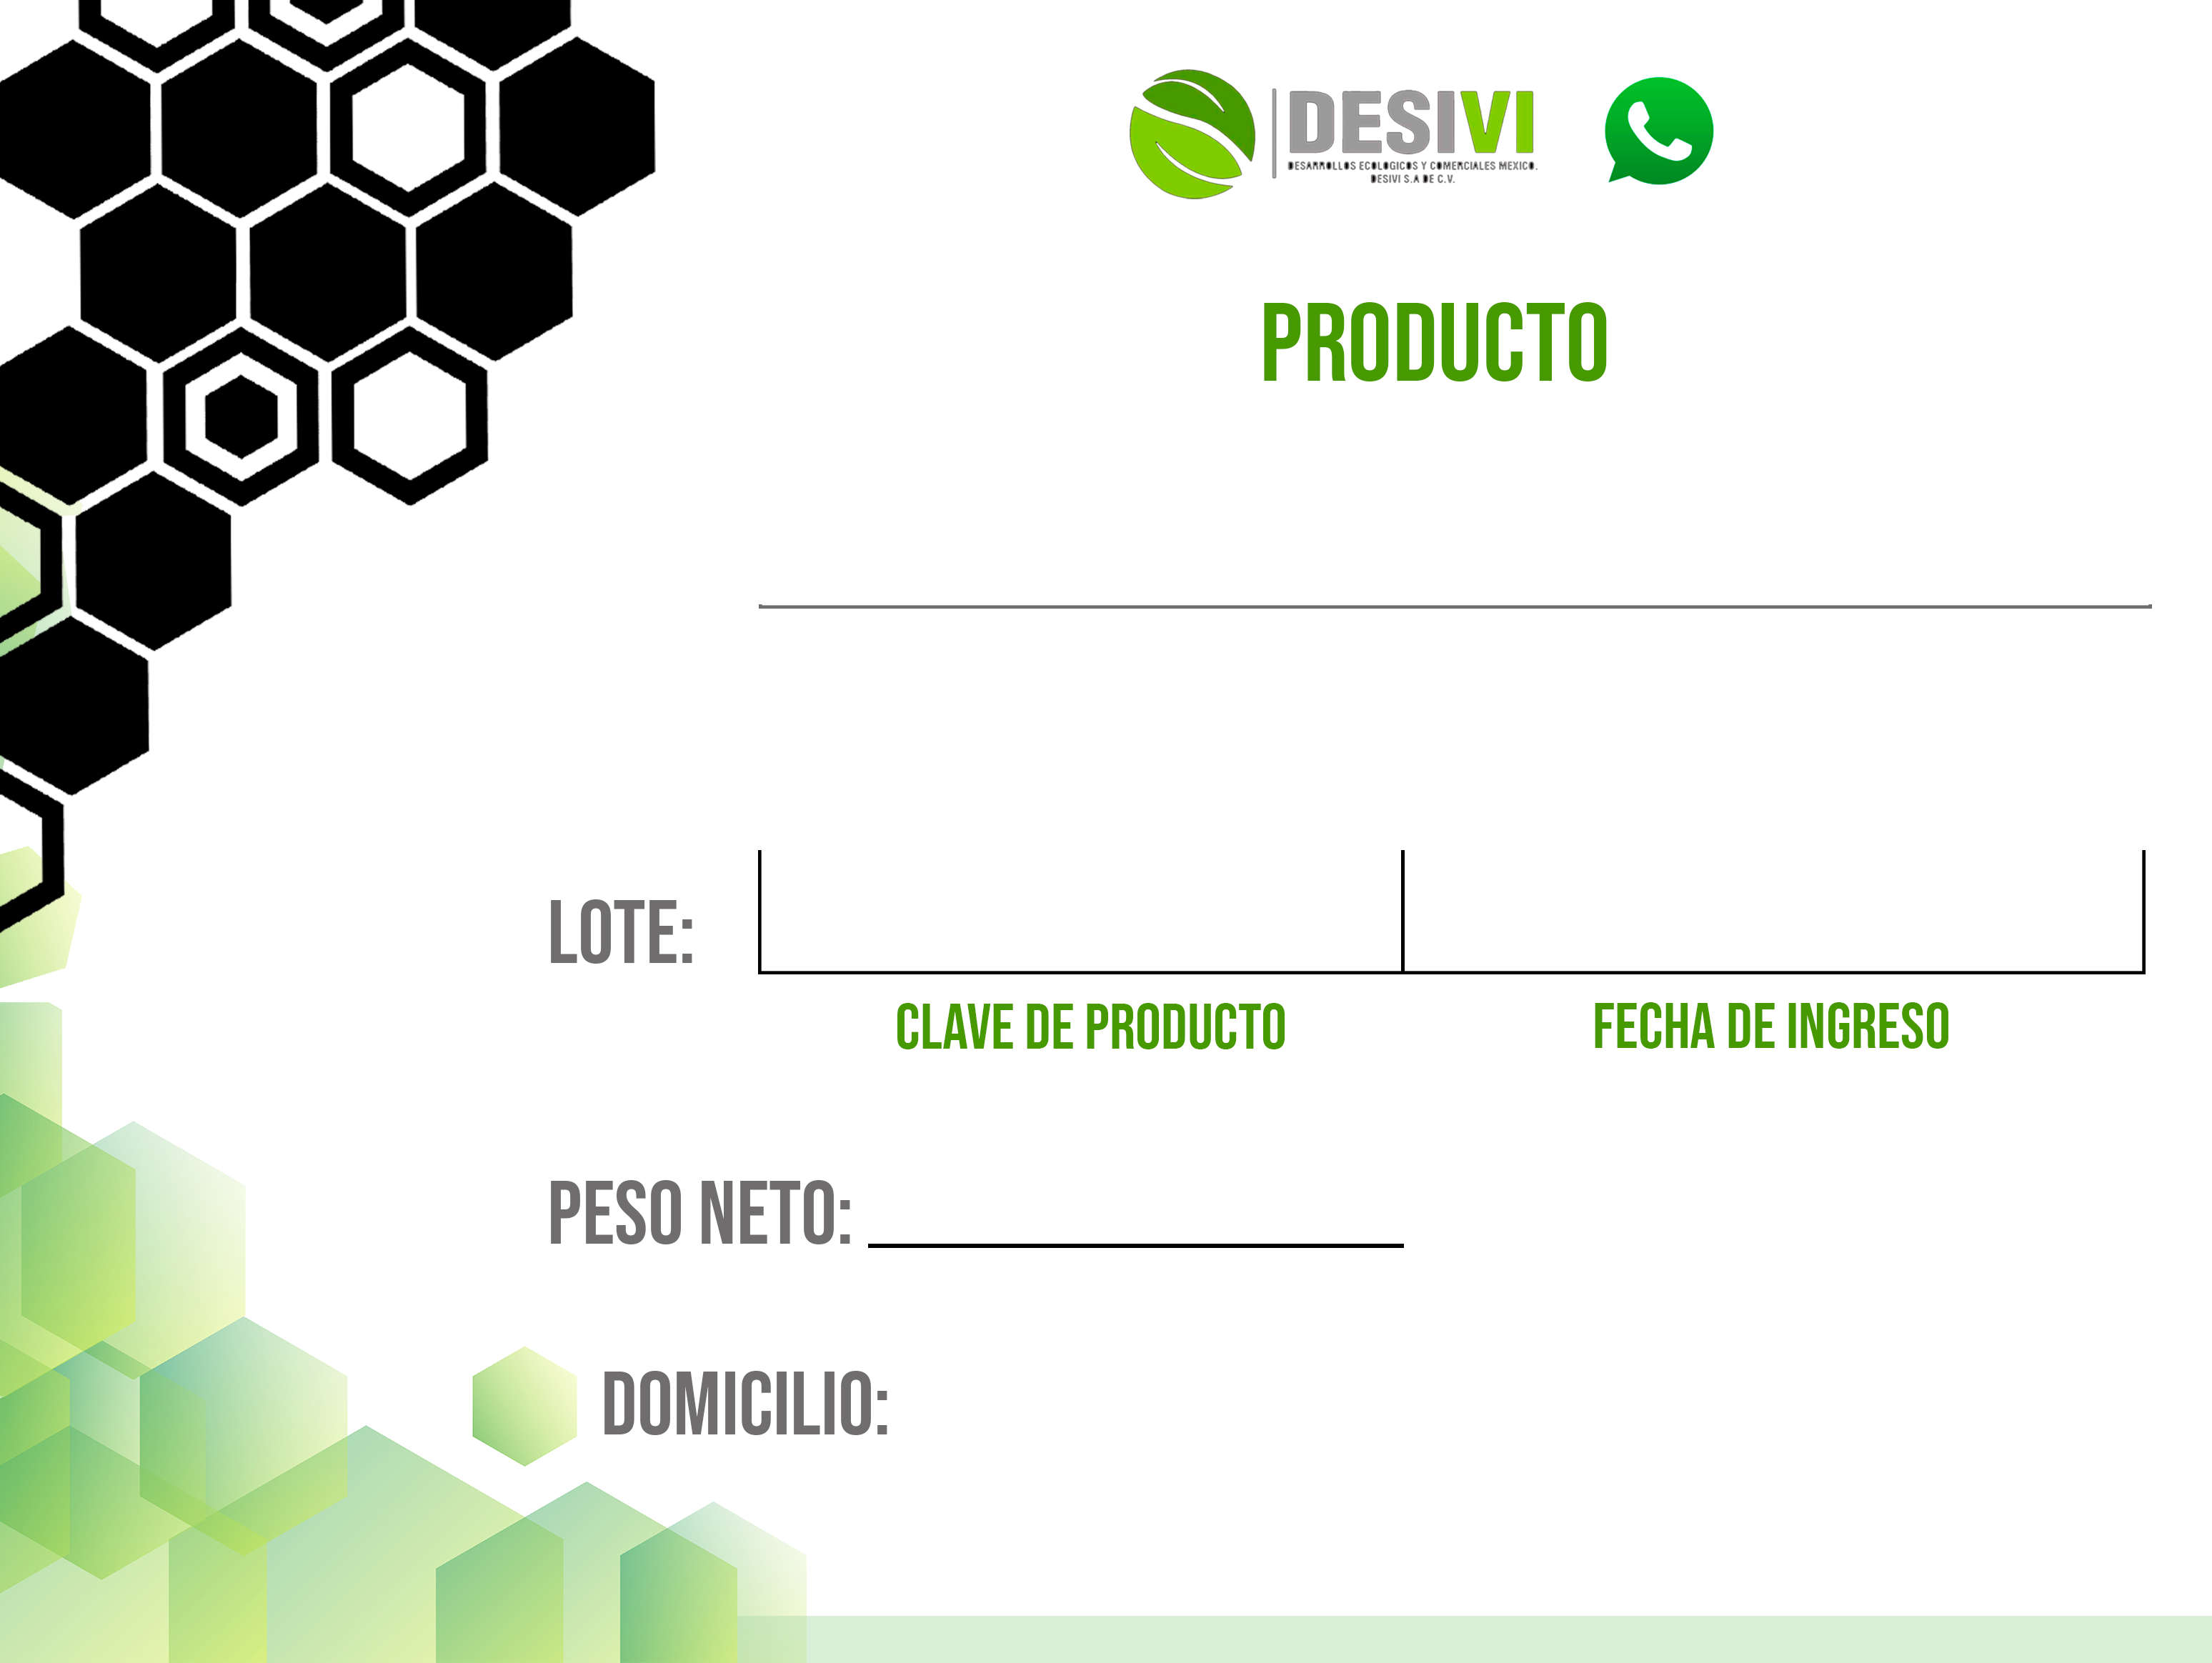 DESIVI
DESARROLLOS ECOLOGICOS Y COMERCIALES MEXICO.
DESIVI S.A DE C.V.
PRODUCTO
LOTE:
CLAVE DE PRODUCTO FECHA DE INGRESO
PESO NETO:
DOMICILIO: